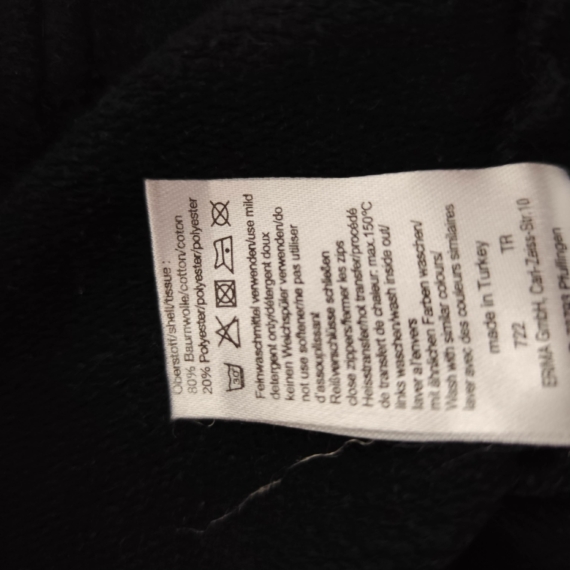 Oberstoff/shell/tissue :
80% Baumwolle/cotton/coton
20% Polyester/polyester/polyester
30
Feinwaschmittel verwenden/use mild
detergent only/détergent doux
keinen Weichspüler verwenden/do
not use softener/ne pas utiliser
d'assouplissant
Reißverschlüsse schließen
close zippers/fermer les zips
Heisstransfer/hot transfer/procédé
de transfert de chaleur: max.150°C
links waschen/wash inside out/
laver a l'envers
mit ähnlichen Farben waschen/
Wash with similar colours/
laver avec des couleurs similaires
made in Turkey
722 TR
ERMA GmbH, Carl-Zeiss-Str.10
Pfullingen